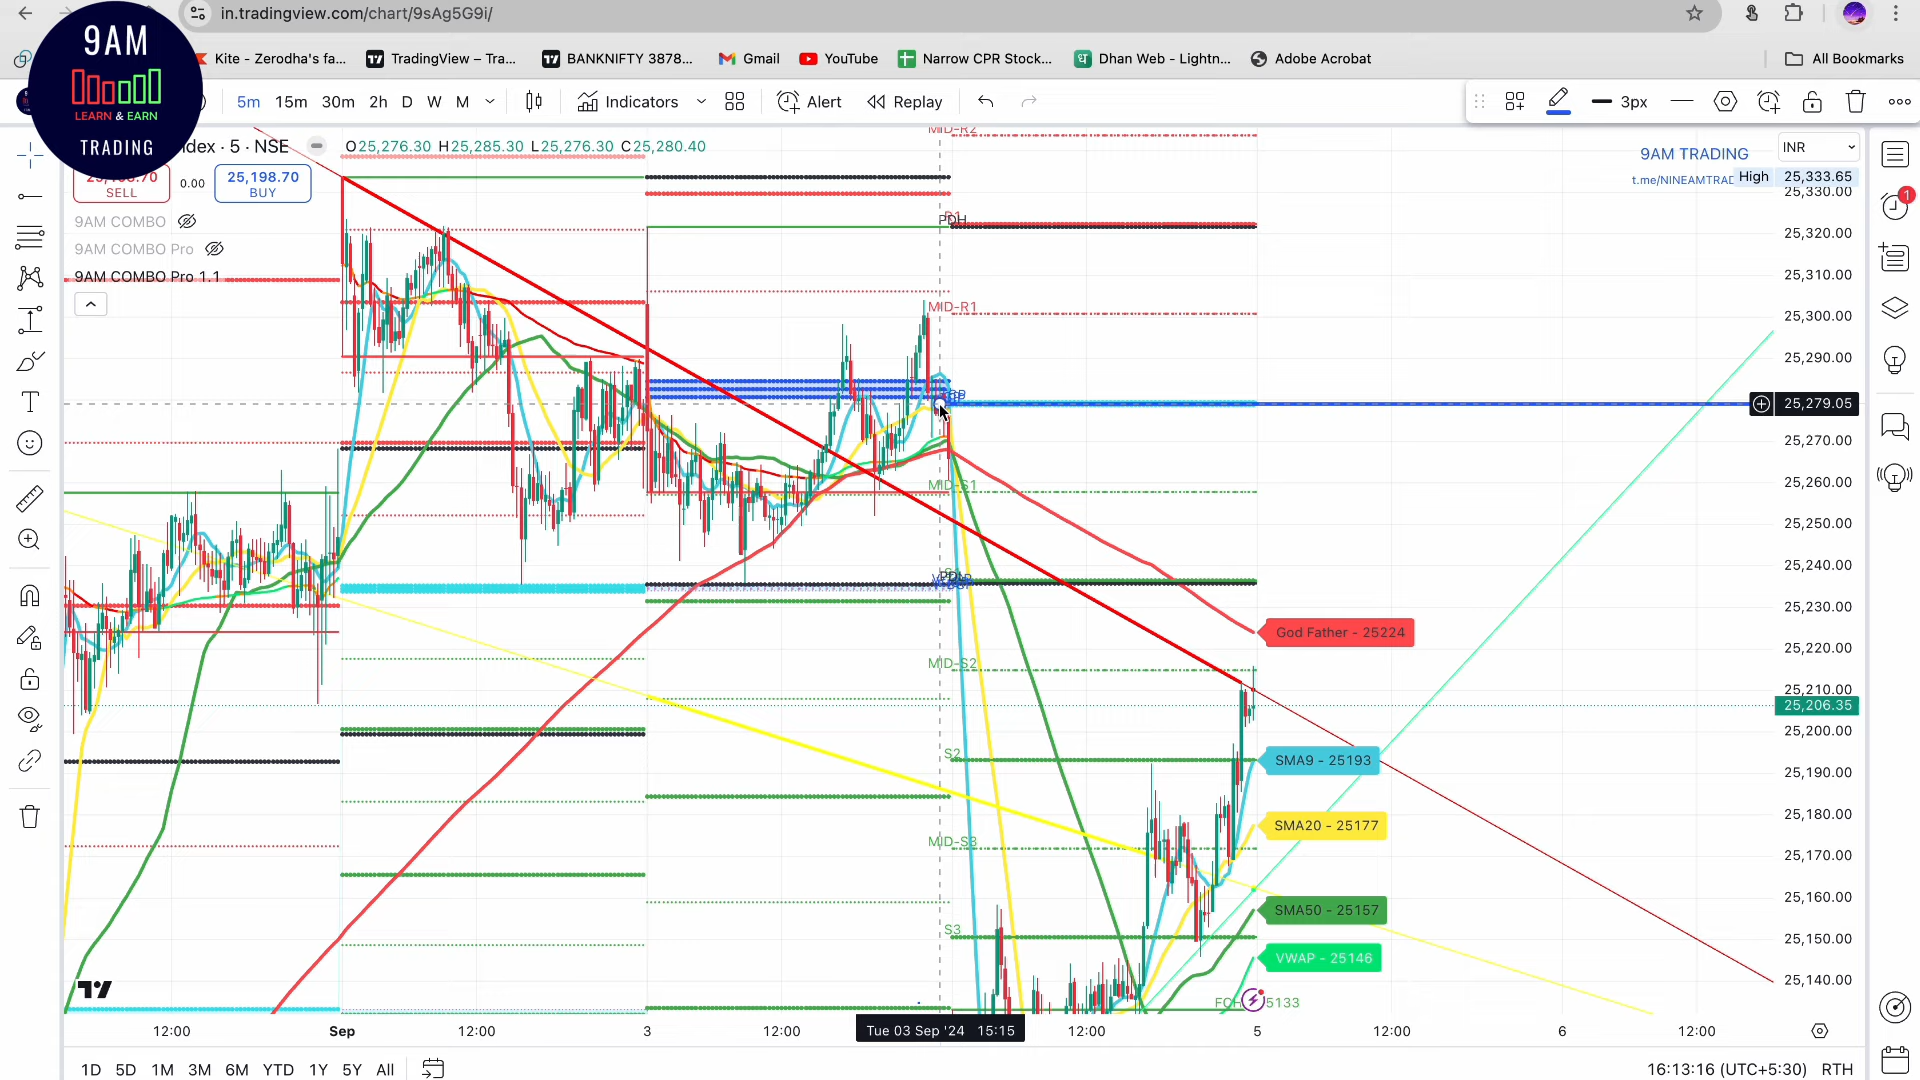 in.tradingview.com/chart/9sAg5G9i/
9AM
LEARN & EARN
TRADING
Kite - Zerodha's fa...
TradingView – Tra...
BANKNIFTY 3878...
Gmail
YouTube
Narrow CPR Stock...
Dhan Web - Lightn...
Adobe Acrobat
All Bookmarks
5m 15m 30m 2h D W M
Indicators
Alert
Replay
3px
dex · 5 · NSE
O25,276.30 H25,285.30 L25,276.30 C25,280.40
SELL
0.00
25,198.70
BUY
9AM COMBO
9AM COMBO Pro
9AM COMBO Pro 1.1
9AM TRADING
t.me/NINEAMTRAD
INR
High 25,333.65
25,330.00
25,320.00
25,310.00
25,300.00
25,290.00
25,279.05
25,270.00
25,260.00
25,250.00
25,240.00
25,230.00
25,220.00
25,210.00
25,206.35
25,200.00
25,190.00
25,180.00
25,170.00
25,160.00
25,150.00
25,140.00
MID-R2
PDH
MID-R1
MID-S1
PDL
MID-S2
S2
MID-S3
S3
God Father - 25224
SMA9 - 25193
SMA20 - 25177
SMA50 - 25157
VWAP - 25146
5133
1
12:00 Sep 12:00 3 12:00 Tue 03 Sep '24 15:15 12:00 5 12:00 6 12:00
1D 5D 1M 3M 6M YTD 1Y 5Y All
16:13:16 (UTC+5:30) RTH